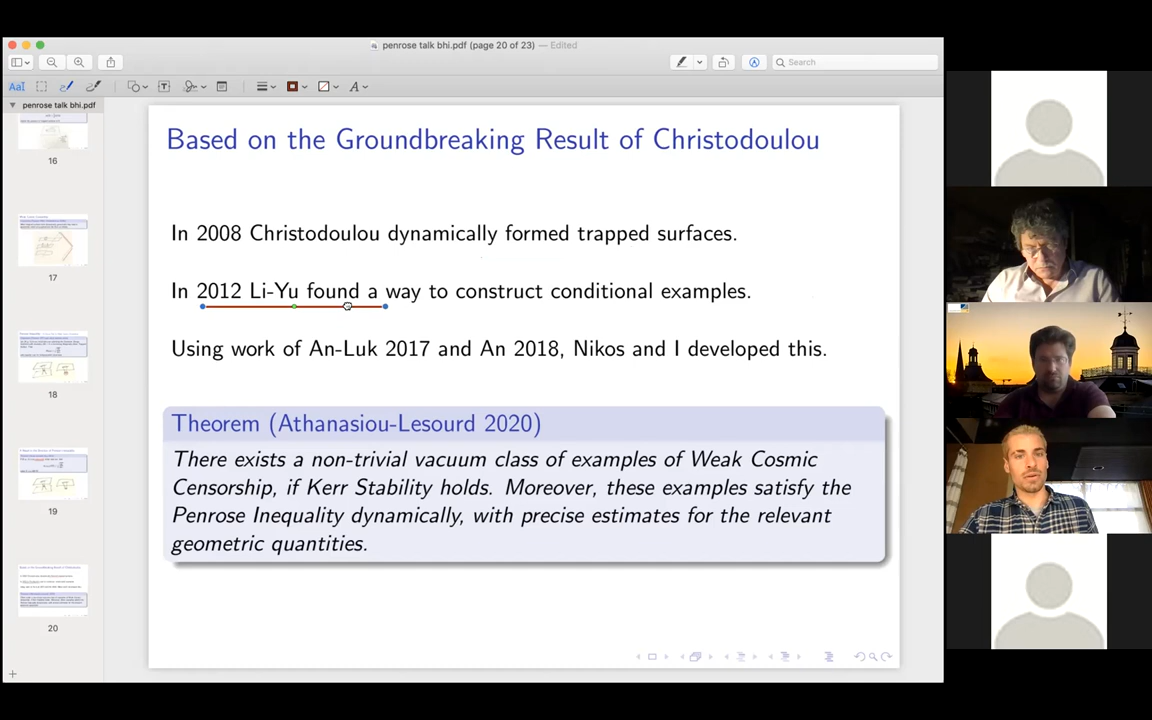 penrose talk bhi.pdf (page 20 of 23) — Edited
Search
AaI
A
penrose talk bhi.pdf
16
17
18
19
20
Based on the Groundbreaking Result of Christodoulou
In 2008 Christodoulou dynamically formed trapped surfaces.
In 2012 Li-Yu found a way to construct conditional examples.
Using work of An-Luk 2017 and An 2018, Nikos and I developed this.
Theorem (Athanasiou-Lesourd 2020)
There exists a non-trivial vacuum class of examples of Weak Cosmic
Censorship, if Kerr Stability holds. Moreover, these examples satisfy the
Penrose Inequality dynamically, with precise estimates for the relevant
geometric quantities.